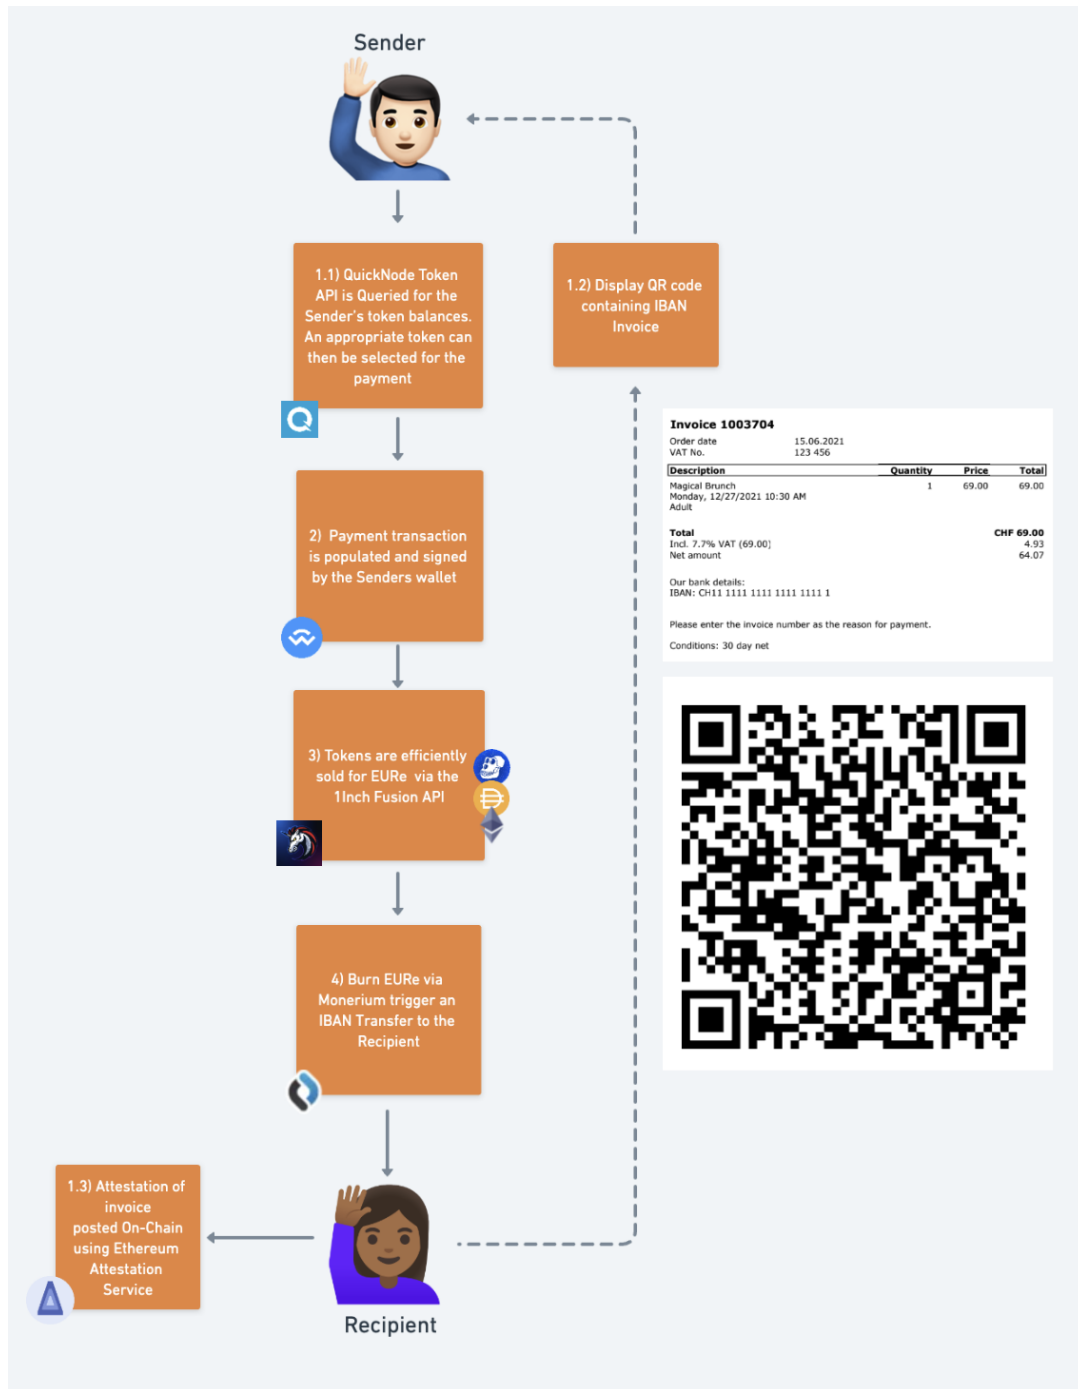 Sender
1.1) QuickNode Token
API is Queried for the
Sender's token balances.
An appropriate token can
then be selected for the
payment
1.2) Display QR code
containing IBAN
Invoice
2) Payment transaction
is populated and signed
by the Senders wallet
3) Tokens are efficiently
sold for EURe via the
1Inch Fusion API
4) Burn EURe via
Monerium trigger an
IBAN Transfer to the
Recipient
1.3) Attestation of
invoice
posted On-Chain
using Ethereum
Attestation
Service
Recipient
Invoice 1003704
Order date 15.06.2021
VAT No. 123 456
Description Quantity Price Total
Magical Brunch 1 69.00 69.00
Monday, 12/27/2021 10:30 AM
Adult
Total CHF 69.00
Incl. 7.7% VAT (69.00) 4.93
Net amount 64.07
Our bank details:
IBAN: CH11 1111 1111 1111 1111 1
Please enter the invoice number as the reason for payment.
Conditions: 30 day net